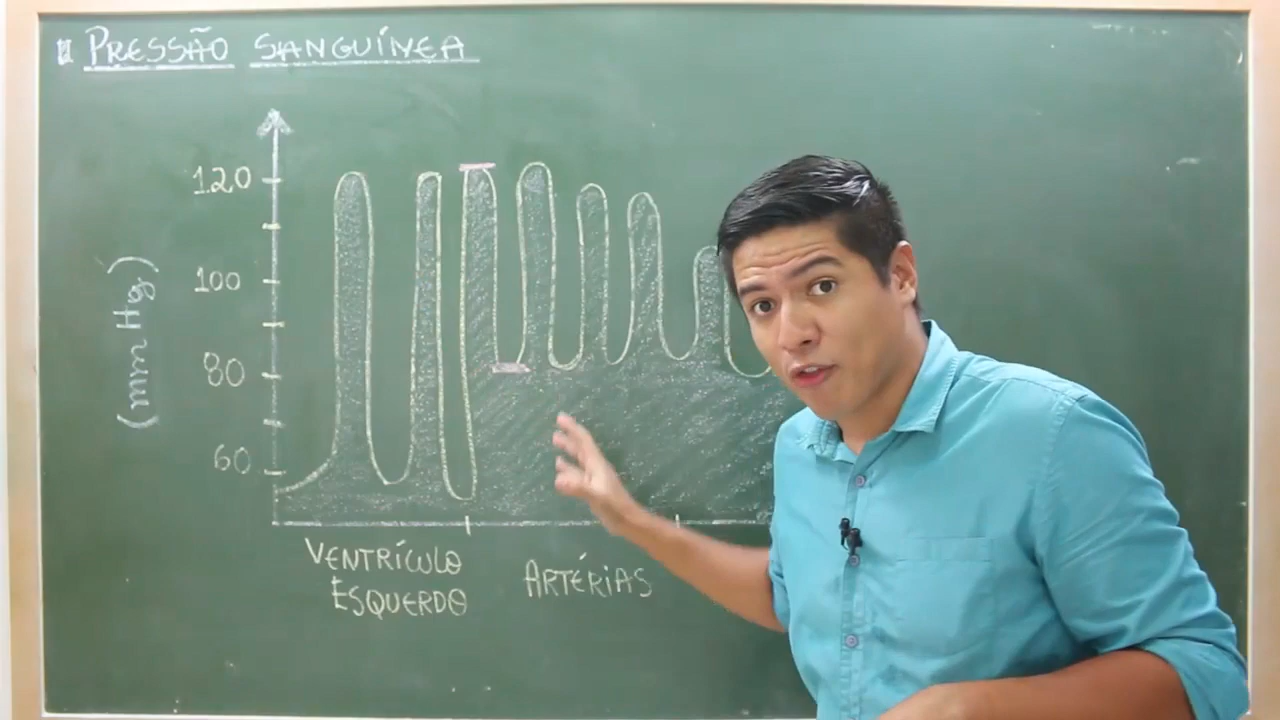 PRESSÃO SANGUÍNEA
120
100
(mm Hg)
80
60
VENTRÍCULO
ESQUERDO
ARTÉRIAS